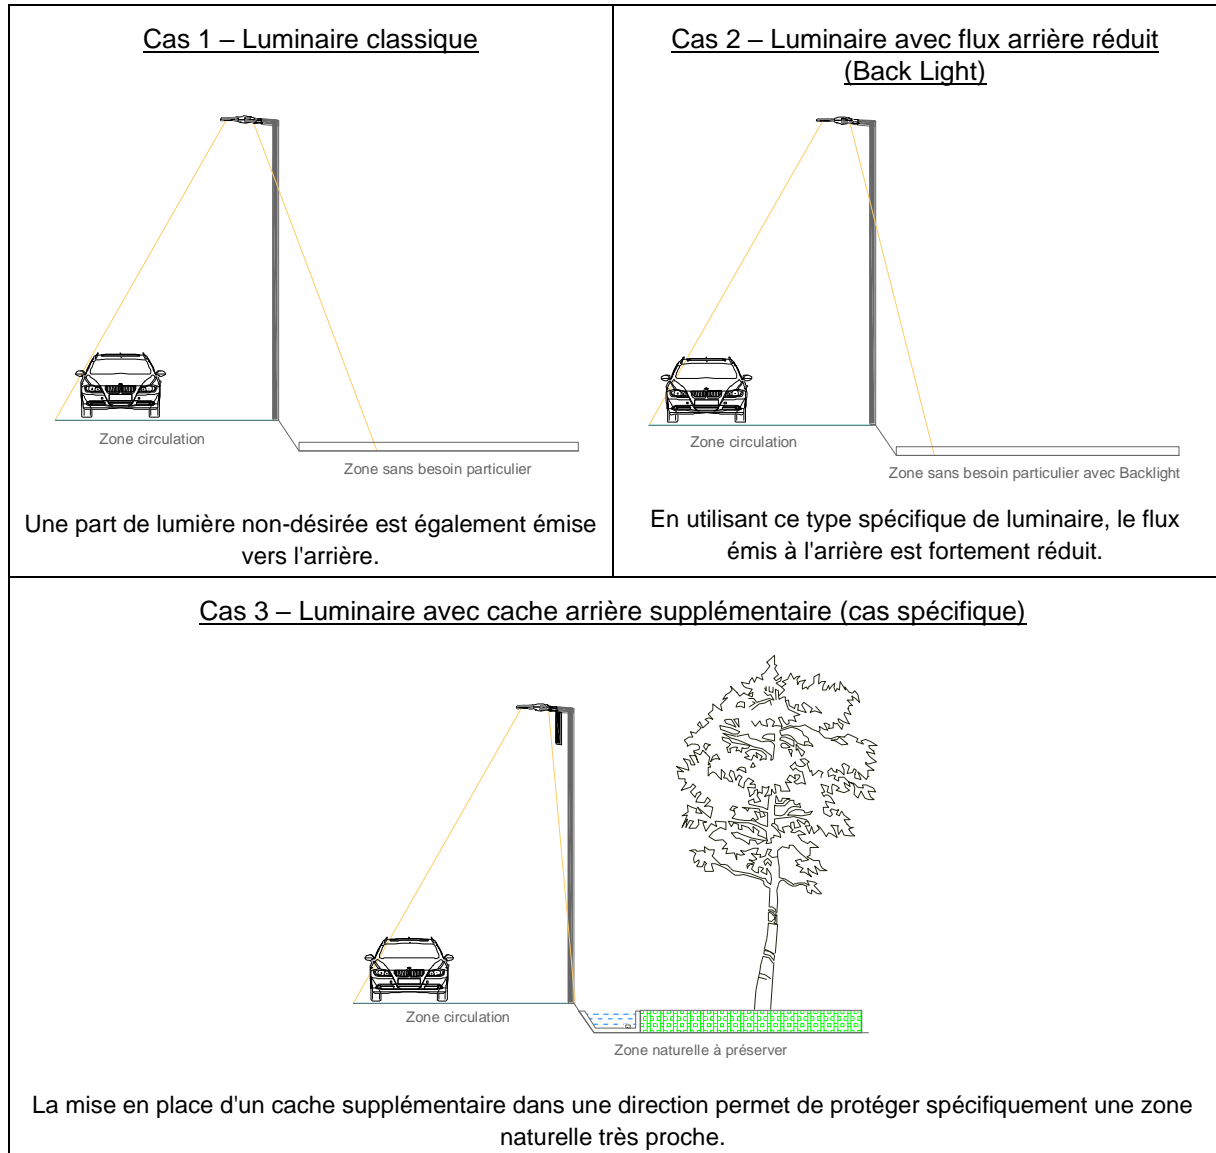 Cas 1 – Luminaire classique
Zone circulation
Zone sans besoin particulier
Une part de lumière non-désirée est également émise
vers l'arrière.
Cas 2 – Luminaire avec flux arrière réduit
(Back Light)
Zone circulation
Zone sans besoin particulier avec Backlight
En utilisant ce type spécifique de luminaire, le flux
émis à l'arrière est fortement réduit.
Cas 3 – Luminaire avec cache arrière supplémentaire (cas spécifique)
Zone circulation
Zone naturelle à préserver
La mise en place d'un cache supplémentaire dans une direction permet de protéger spécifiquement une zone
naturelle très proche.